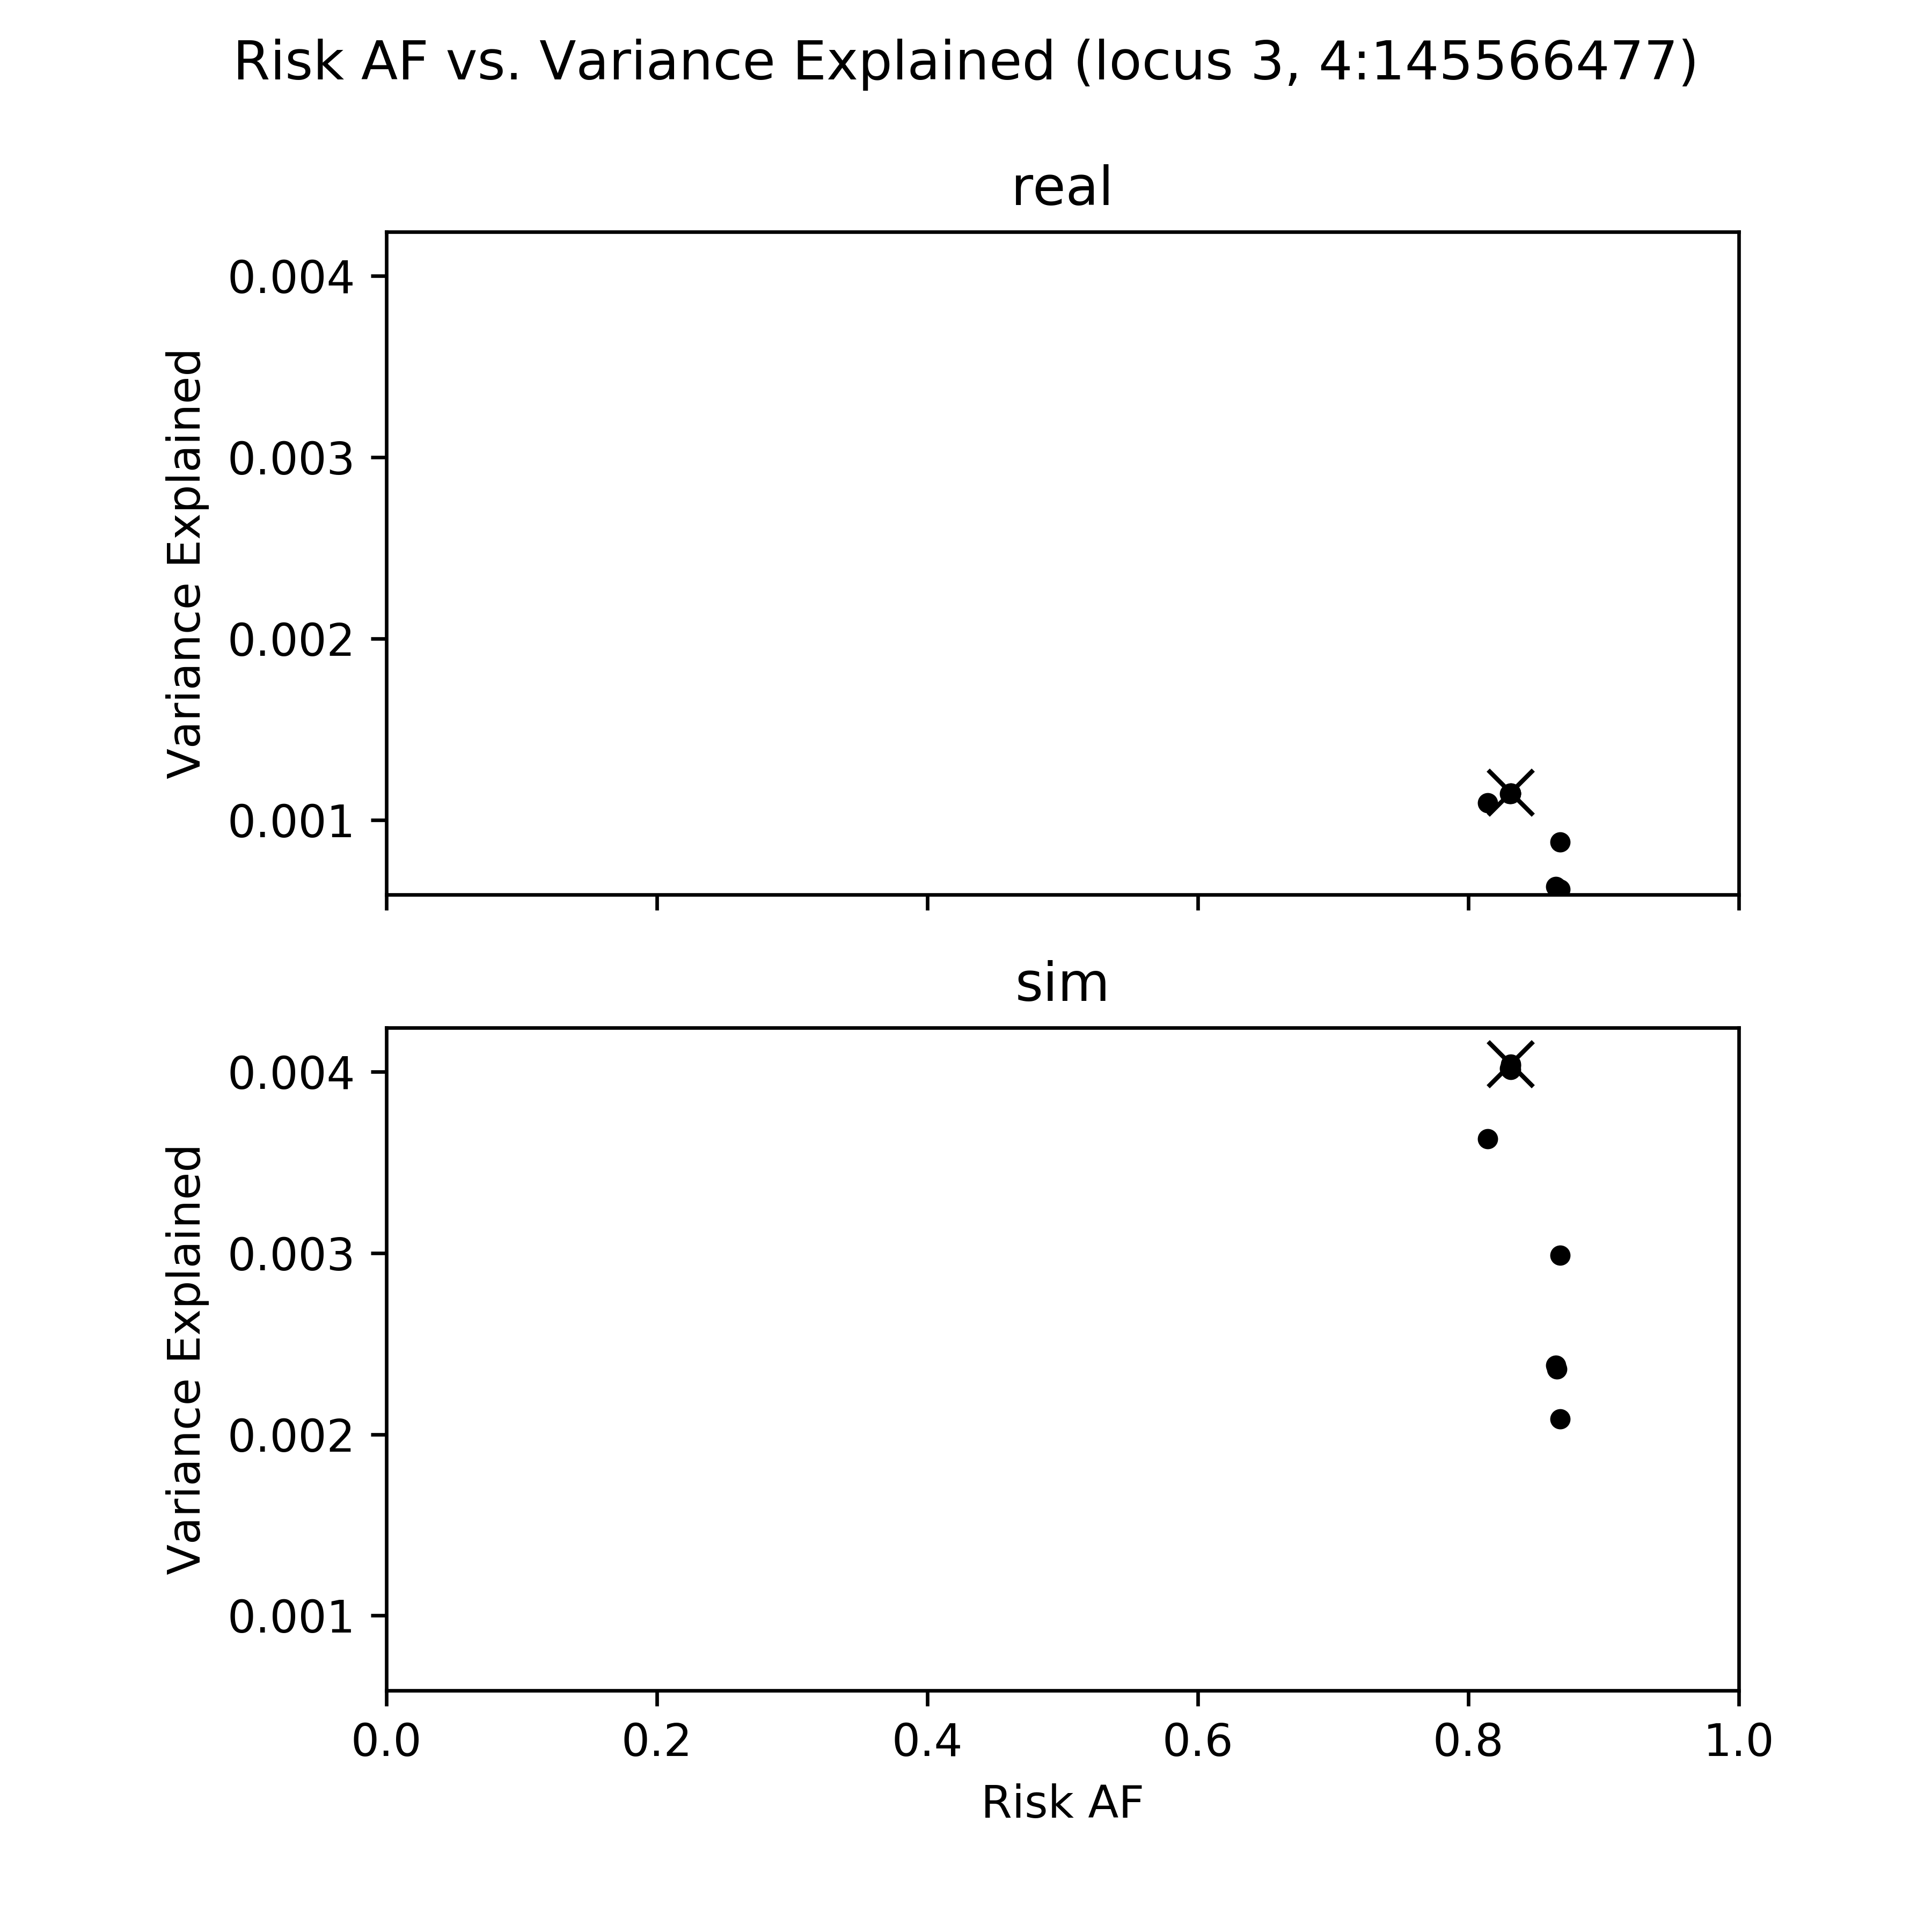 Risk AF vs. Variance Explained (locus 3, 4:145566477)
real
0.004
0.003
0.002
0.001
Variance Explained
sim
0.004
0.003
0.002
0.001
Variance Explained
0.0 0.2 0.4 0.6 0.8 1.0
Risk AF